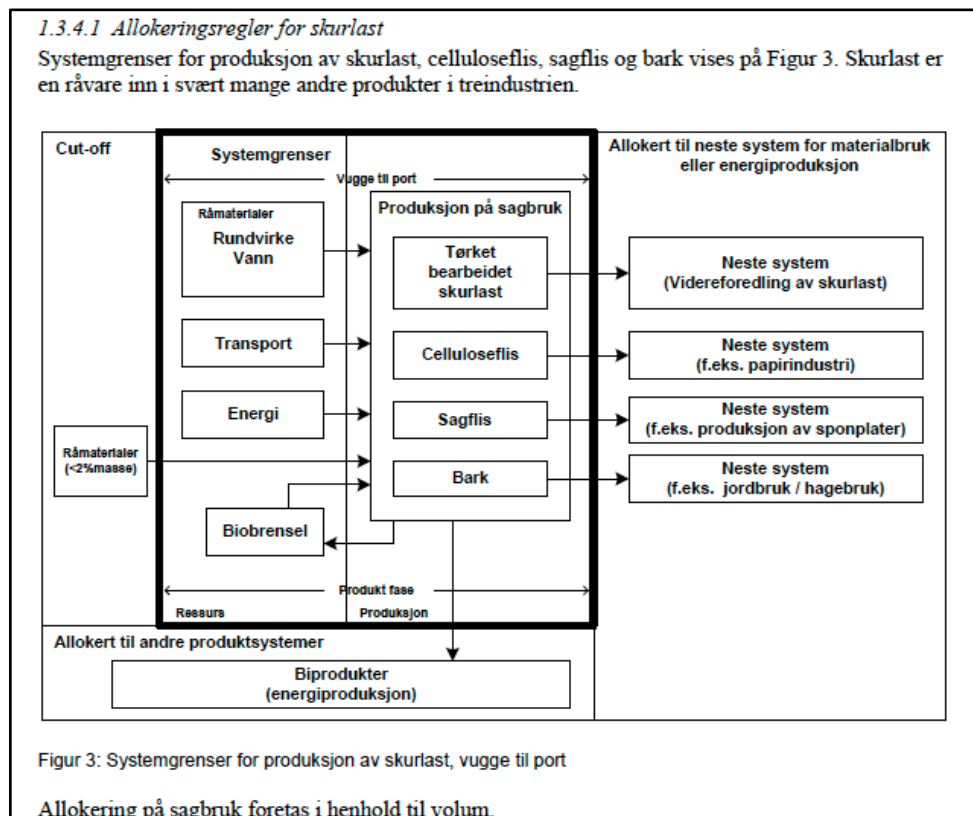 1.3.4.1 Allokeringsregler for skurlast
Systemgrenser for produksjon av skurlast, celluloseflis, sagflis og bark vises på Figur 3. Skurlast er
en råvare inn i svært mange andre produkter i treindustrien.
Cut-off
Systemgrenser
Vugge til port
Allokert til neste system for materialbruk
eller energiproduksjon
Råmaterialer
Rundvirke
Vann
Produksjon på sagbruk
Tørket
bearbeidet
skurlast
Neste system
(Videreforedling av skurlast)
Transport
Celluloseflis
Neste system
(f.eks. papirindustri)
Energi
Sagflis
Neste system
(f.eks. produksjon av sponplater)
Råmaterialer
(<2%masse)
Bark
Neste system
(f.eks. jordbruk / hagebruk)
Biobrensel
Produkt fase
Ressurs
Produksjon
Allokert til andre produktsystemer
Biprodukter
(energiproduksjon)
Figur 3: Systemgrenser for produksjon av skurlast, vugge til port
Allokering på sagbruk foretas i henhold til volum.